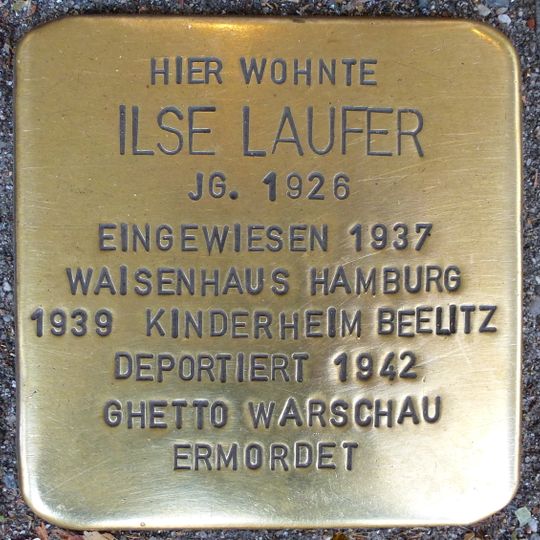 HIER WOHNTE
ILSE LAUFER
JG. 1926
EINGEWIESEN 1937
WAISENHAUS HAMBURG
1939 KINDERHEIM BEELITZ
DEPORTIERT 1942
GHETTO WARSCHAU
ERMORDET